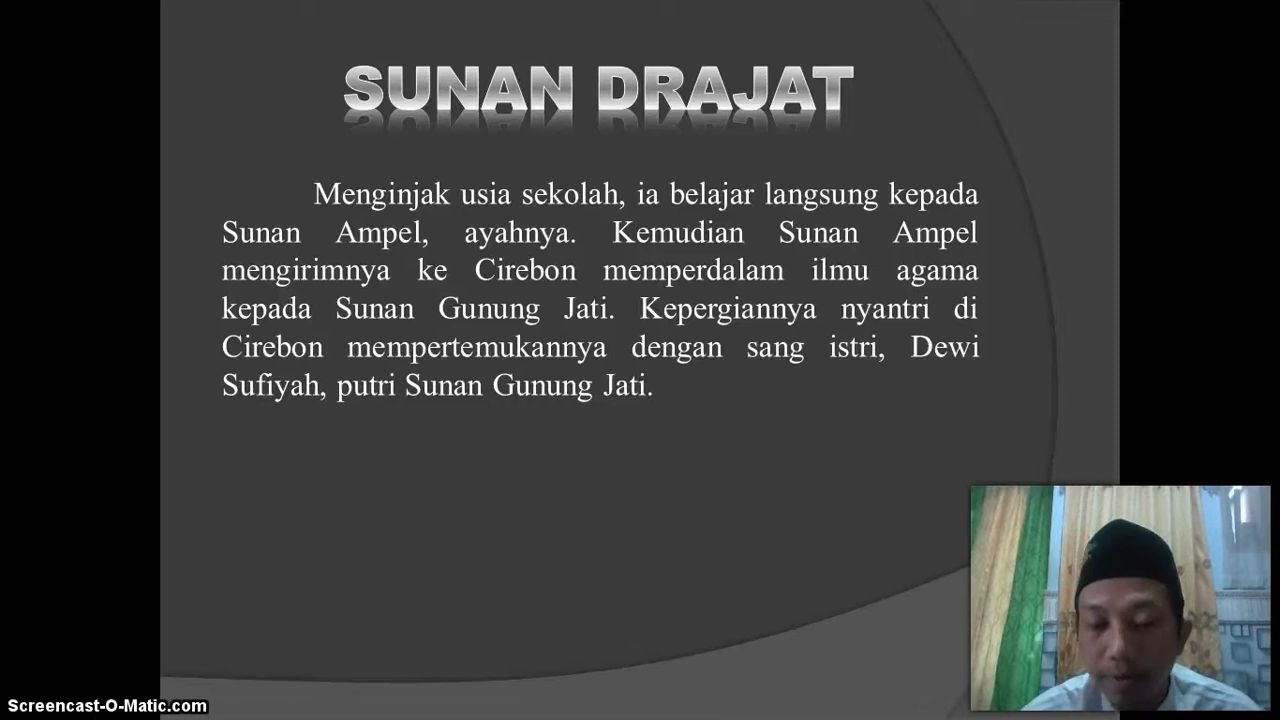 SUNAN DRAJAT
Menginjak usia sekolah, ia belajar langsung kepada
Sunan Ampel, ayahnya. Kemudian Sunan Ampel
mengirimnya ke Cirebon memperdalam ilmu agama
kepada Sunan Gunung Jati. Kepergiannya nyantri di
Cirebon mempertemukannya dengan sang istri, Dewi
Sufiyah, putri Sunan Gunung Jati.
Screencast-O-Matic.com